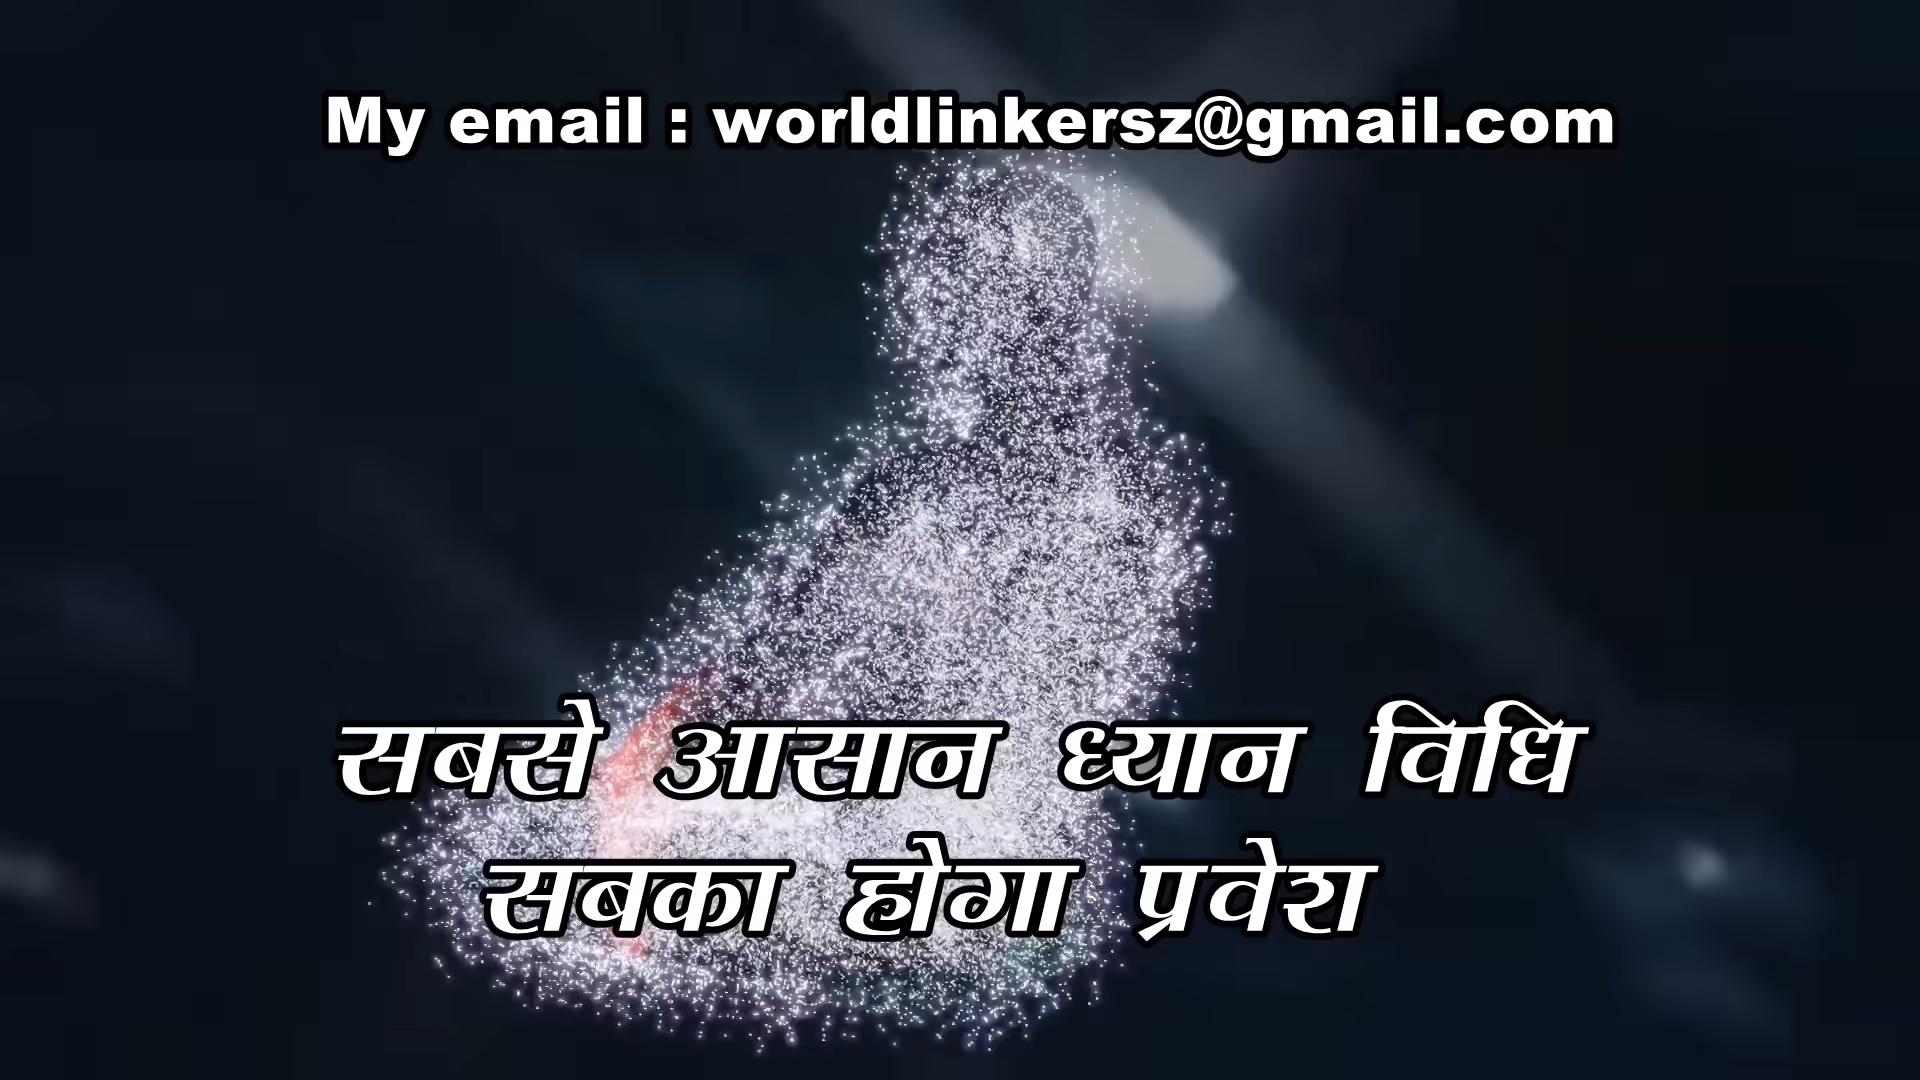 My email : worldlinkersz@gmail.com
सबसे आसान ध्यान विधि
सबका होगा प्रवेश